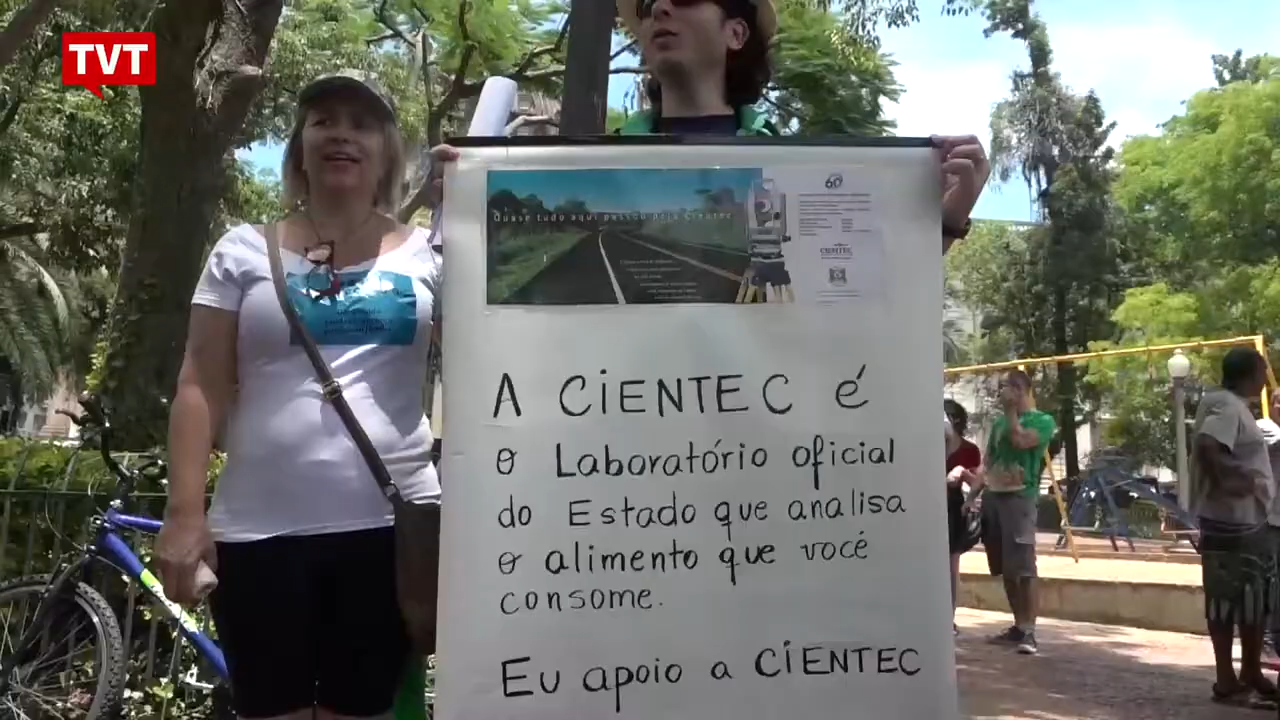 TVT
Quase tudo aqui passou pela Cientec
60
CIENTEC
A CIENTEC é
o Laboratório oficial
do Estado que analisa
o alimento que você
consome.
Eu apoio a CIENTEC